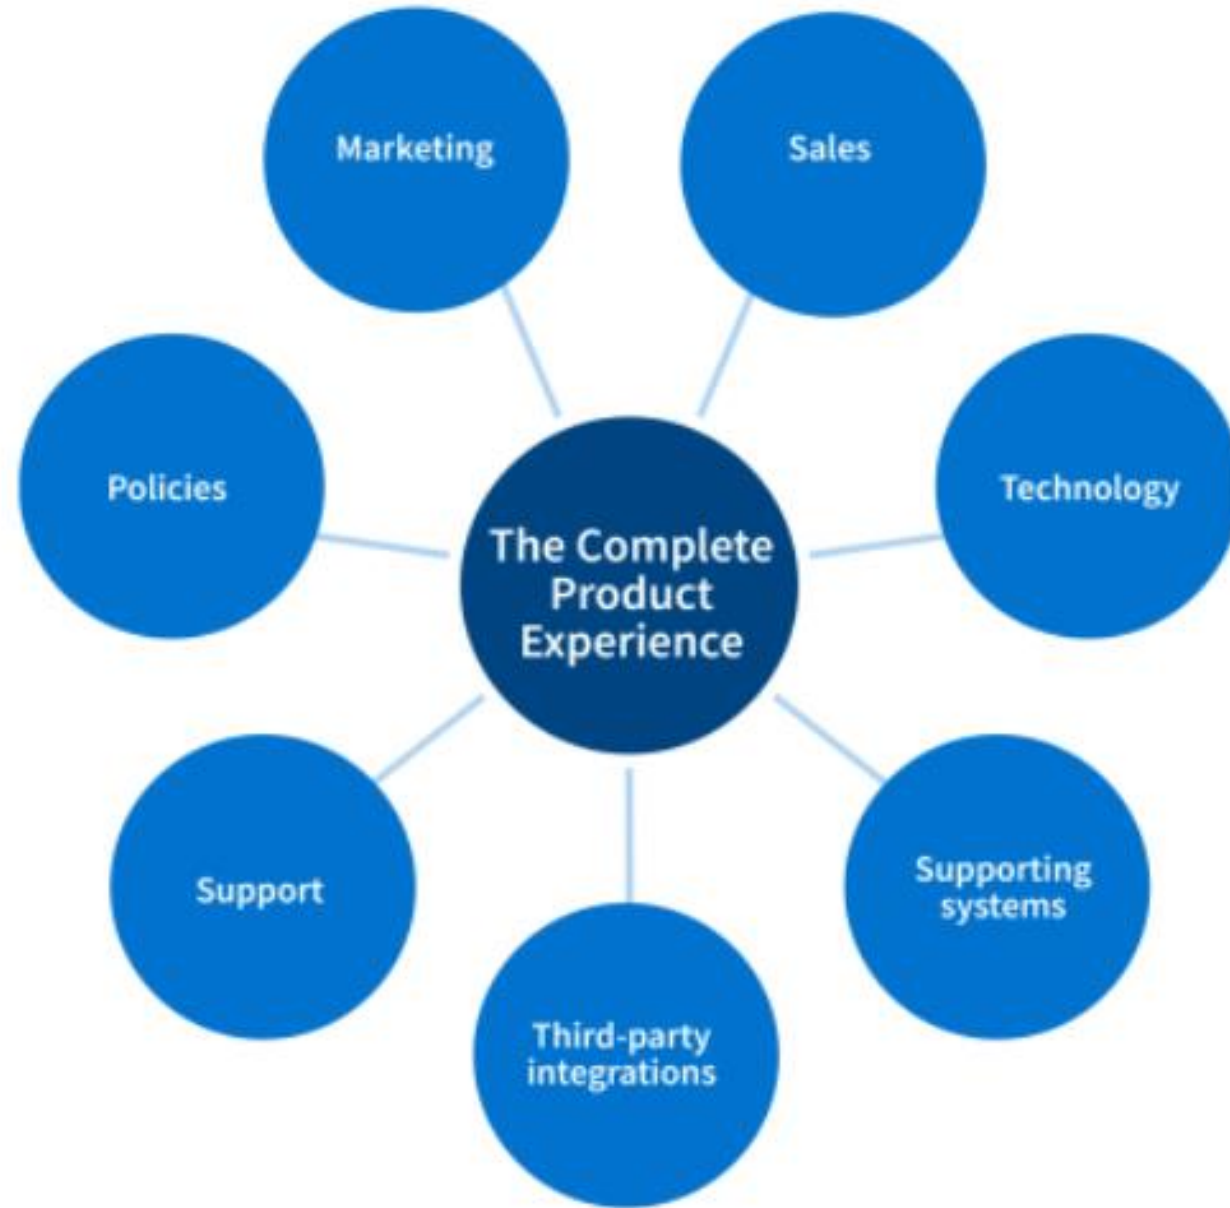 Marketing
Sales
Policies
Technology
The Complete
Product
Experience
Support
Supporting
systems
Third-party
integrations